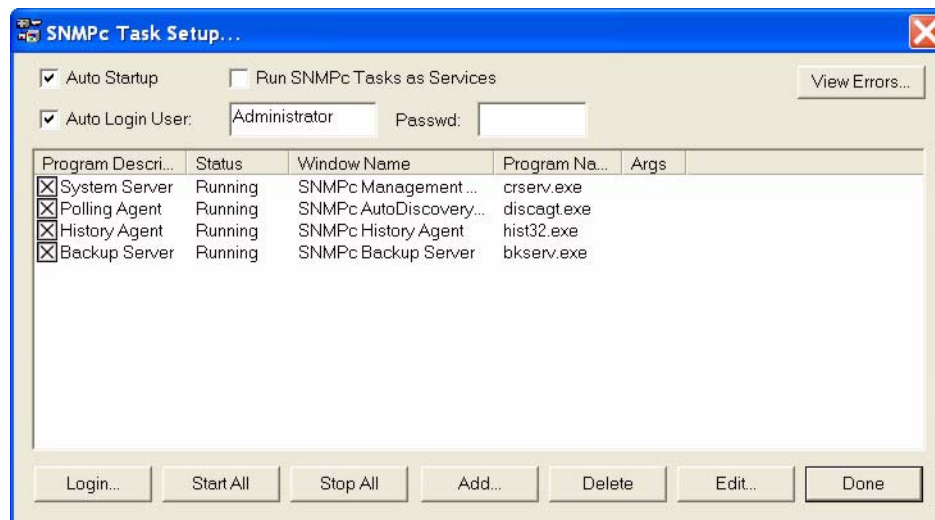 SNMPc Task Setup...
Auto Startup Run SNMPc Tasks as Services View Errors...
Auto Login User: Administrator Passwd:
Program Descri... Status Window Name Program Na... Args
System Server Running SNMPc Management ... crserv.exe
Polling Agent Running SNMPc AutoDiscovery... discagt.exe
History Agent Running SNMPc History Agent hist32.exe
Backup Server Running SNMPc Backup Server bkserv.exe
Login... Start All Stop All Add... Delete Edit... Done